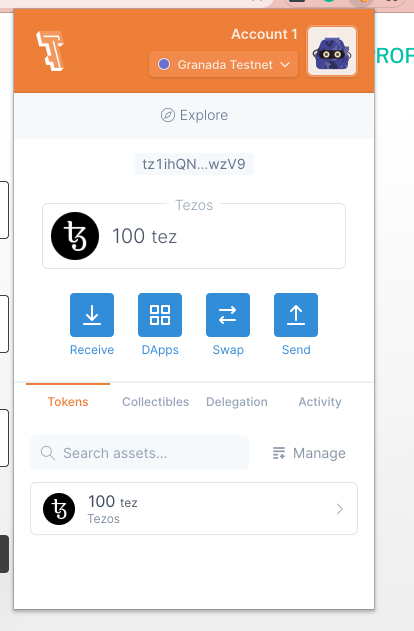 Account 1
Granada Testnet
PROF
Explore
tz1ihQN...wzV9
Tezos
100 tez
Receive DApps Swap Send
Tokens Collectibles Delegation Activity
Search assets... Manage
100 tez
Tezos